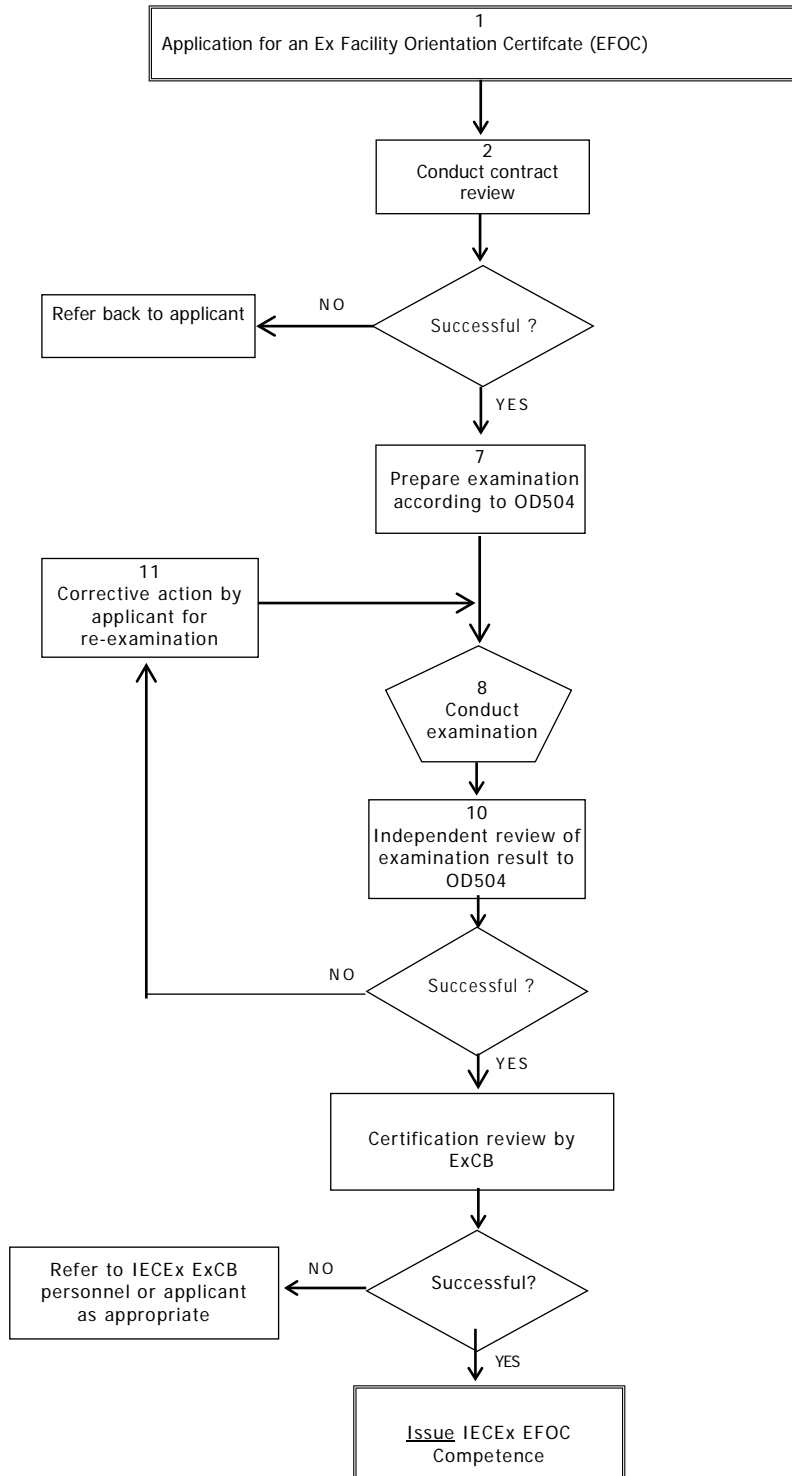 1
Application for an Ex Facility Orientation Certifcate (EFOC)
2
Conduct contract
review
Refer back to applicant
NO
Successful ?
YES
7
Prepare examination
according to OD504
11
Corrective action by
applicant for
re-examination
8
Conduct
examination
10
Independent review of
examination result to
OD504
NO
Successful ?
YES
Certification review by
ExCB
Refer to IECEx ExCB
personnel or applicant
as appropriate
NO
Successful?
YES
Issue IECEx EFOC
Competence